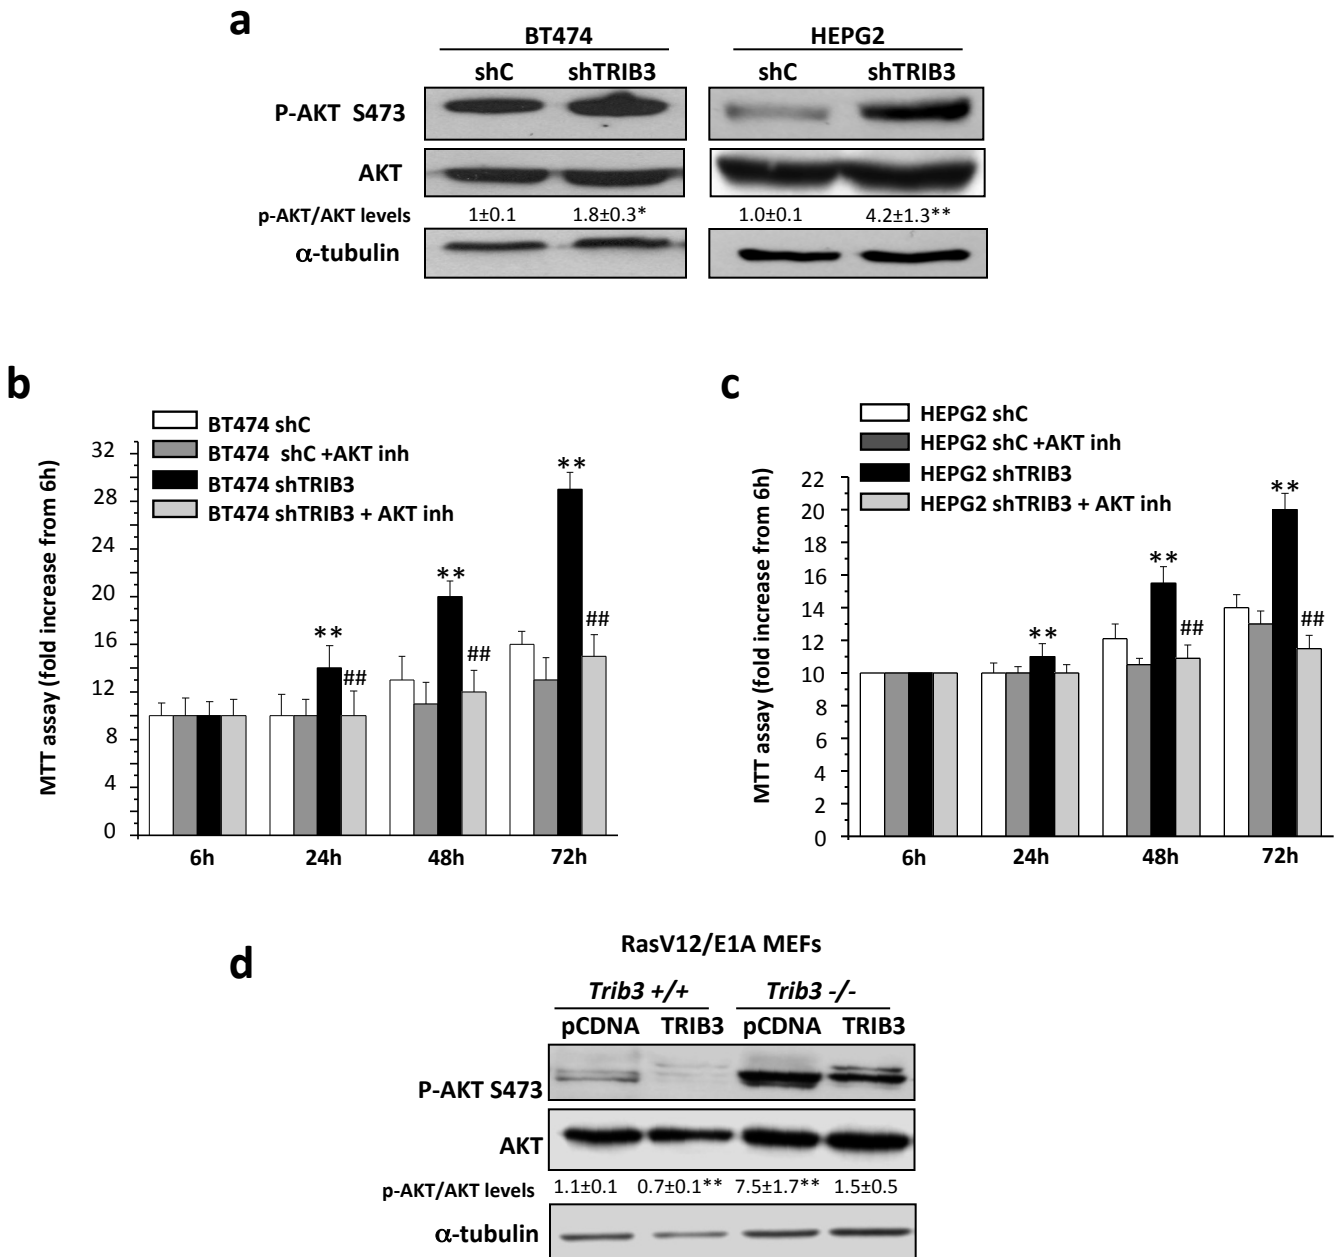 a
BT474 HEPG2
shC shTRIB3 shC shTRIB3
P-AKT S473
AKT
p-AKT/AKT levels 1±0.1 1.8±0.3* 1.0±0.1 4.2±1.3**
α-tubulin
b
BT474 shC
BT474 shC +AKT inh
BT474 shTRIB3
BT474 shTRIB3 + AKT inh
MTT assay (fold increase from 6h)
32
28
24
20
16
12
8
4
0
** ## ** ## ** ##
6h 24h 48h 72h
c
HEPG2 shC
HEPG2 shC +AKT inh
HEPG2 shTRIB3
HEPG2 shTRIB3 + AKT inh
MTT assay (fold increase from 6h)
22
20
18
16
14
12
10
8
6
4
2
0
** ** ## ** ##
6h 24h 48h 72h
d
RasV12/E1A MEFs
Trib3 +/+ Trib3 -/-
pCDNA TRIB3 pCDNA TRIB3
P-AKT S473
AKT
p-AKT/AKT levels 1.1±0.1 0.7±0.1** 7.5±1.7** 1.5±0.5
α-tubulin